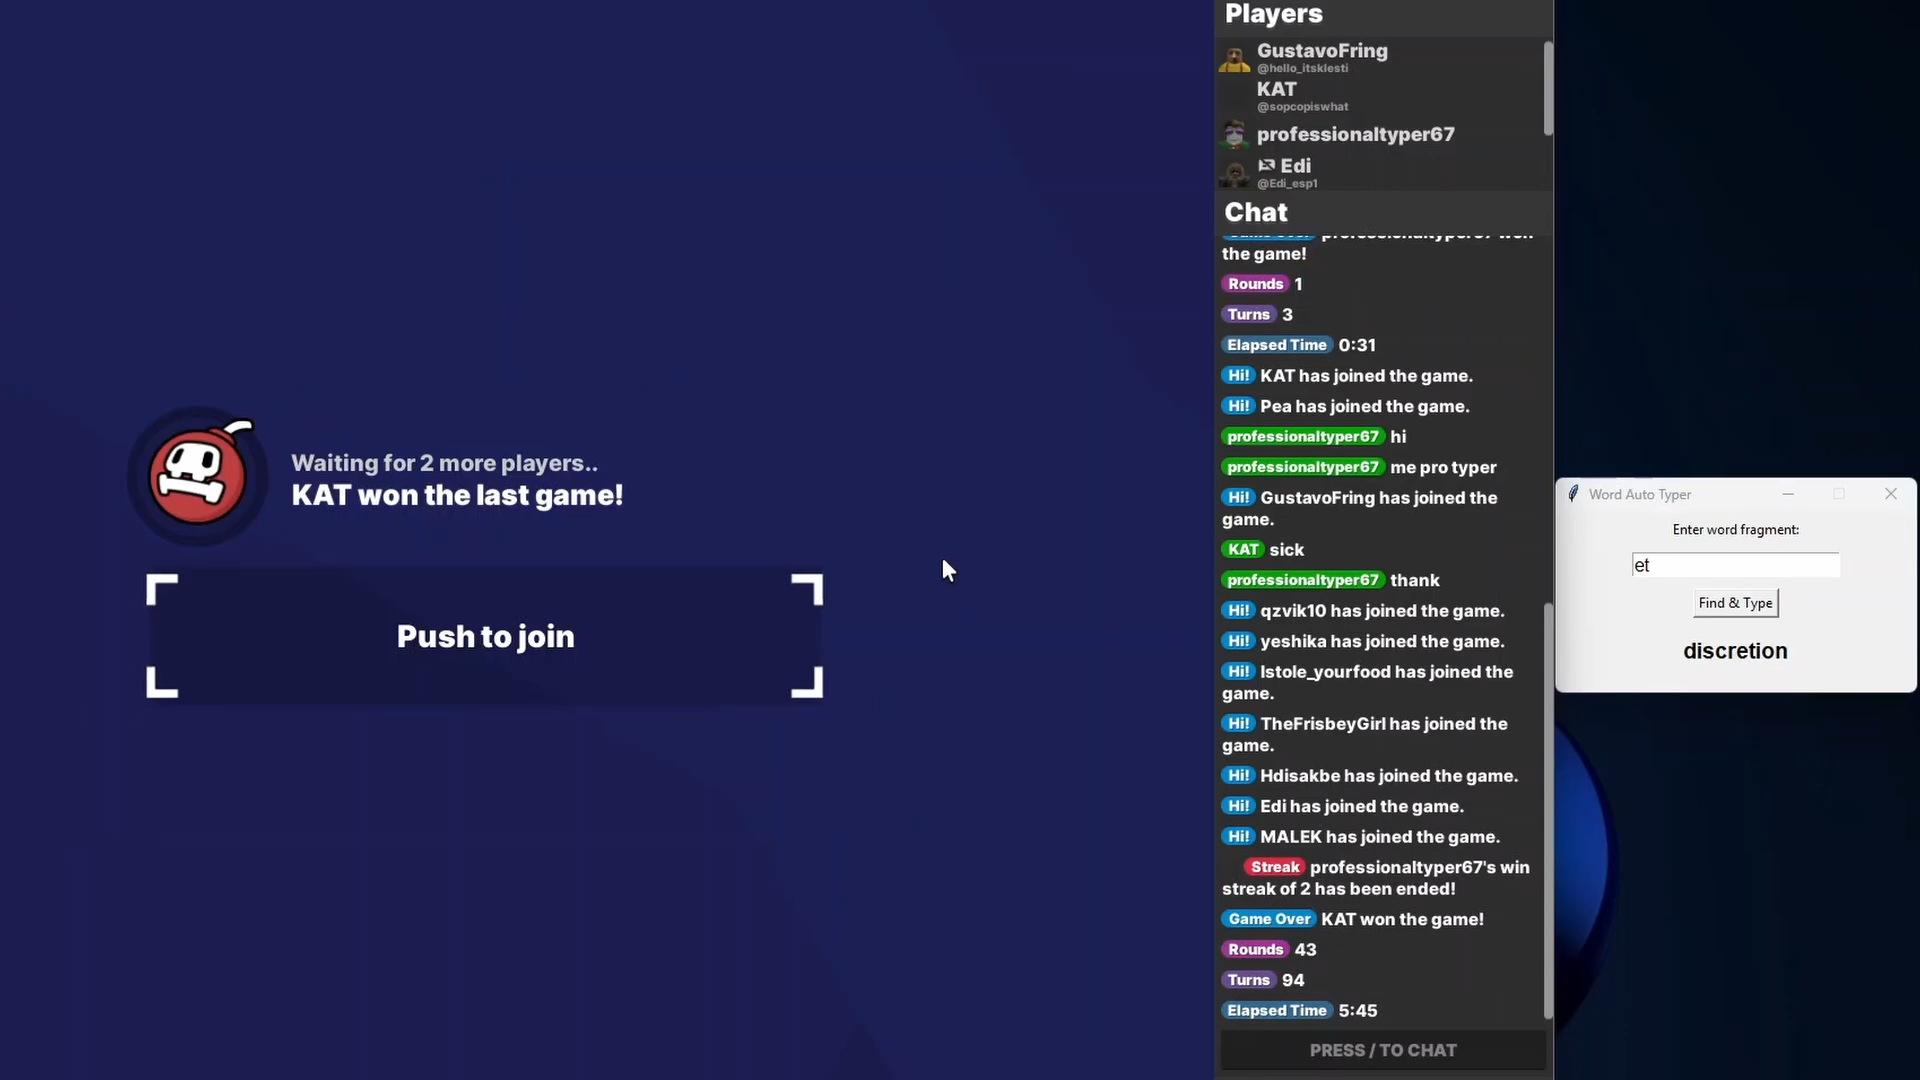 Players
GustavoFring
@hello_itsklesti
KAT
@sopcopiswhat
professionaltyper67
Edi
@Edi_esp1
Chat
Game Over professionaltyper67 won
the game!
Rounds 1
Turns 3
Elapsed Time 0:31
Hi! KAT has joined the game.
Hi! Pea has joined the game.
professionaltyper67 hi
professionaltyper67 me pro typer
Hi! GustavoFring has joined the
game.
KAT sick
professionaltyper67 thank
Hi! qzvik10 has joined the game.
Hi! yeshika has joined the game.
Hi! Istole_yourfood has joined the
game.
Hi! TheFrisbeyGirl has joined the
game.
Hi! Hdisakbe has joined the game.
Hi! Edi has joined the game.
Hi! MALEK has joined the game.
Streak professionaltyper67's win
streak of 2 has been ended!
Game Over KAT won the game!
Rounds 43
Turns 94
Elapsed Time 5:45
PRESS / TO CHAT
Waiting for 2 more players..
KAT won the last game!
Push to join
Word Auto Typer
Enter word fragment:
et
Find & Type
discretion